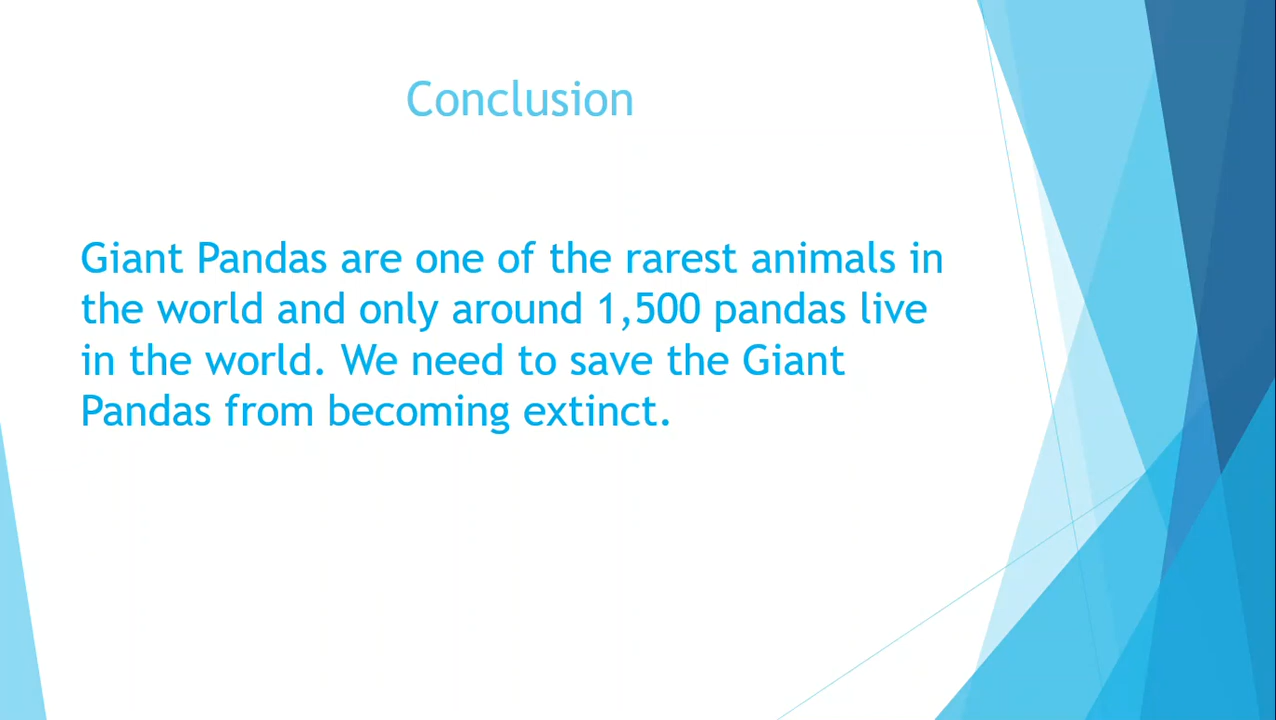 Conclusion
Giant Pandas are one of the rarest animals in
the world and only around 1,500 pandas live
in the world. We need to save the Giant
Pandas from becoming extinct.